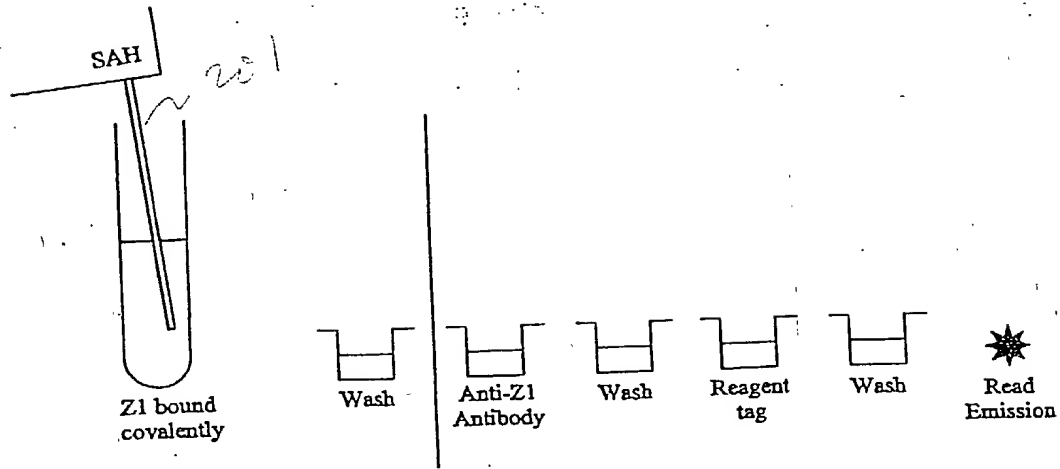 SAH
Z1 bound
covalently
Wash
Anti-Z1
Antibody
Wash
Reagent
tag
Wash
Read
Emission